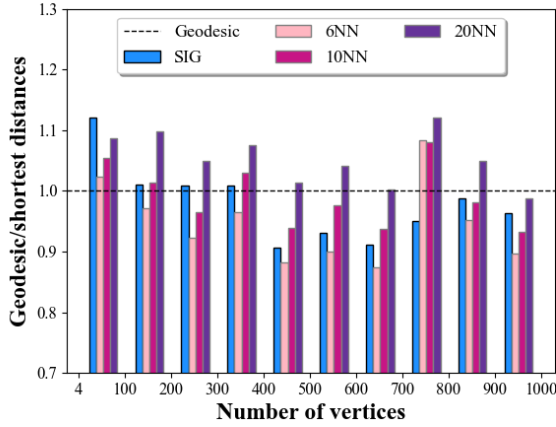 1.3
1.2
1.1
1.0
0.9
0.8
0.7
Geodesic/shortest distances
Geodesic
SIG
6NN
10NN
20NN
4 100 200 300 400 500 600 700 800 900 1000
Number of vertices